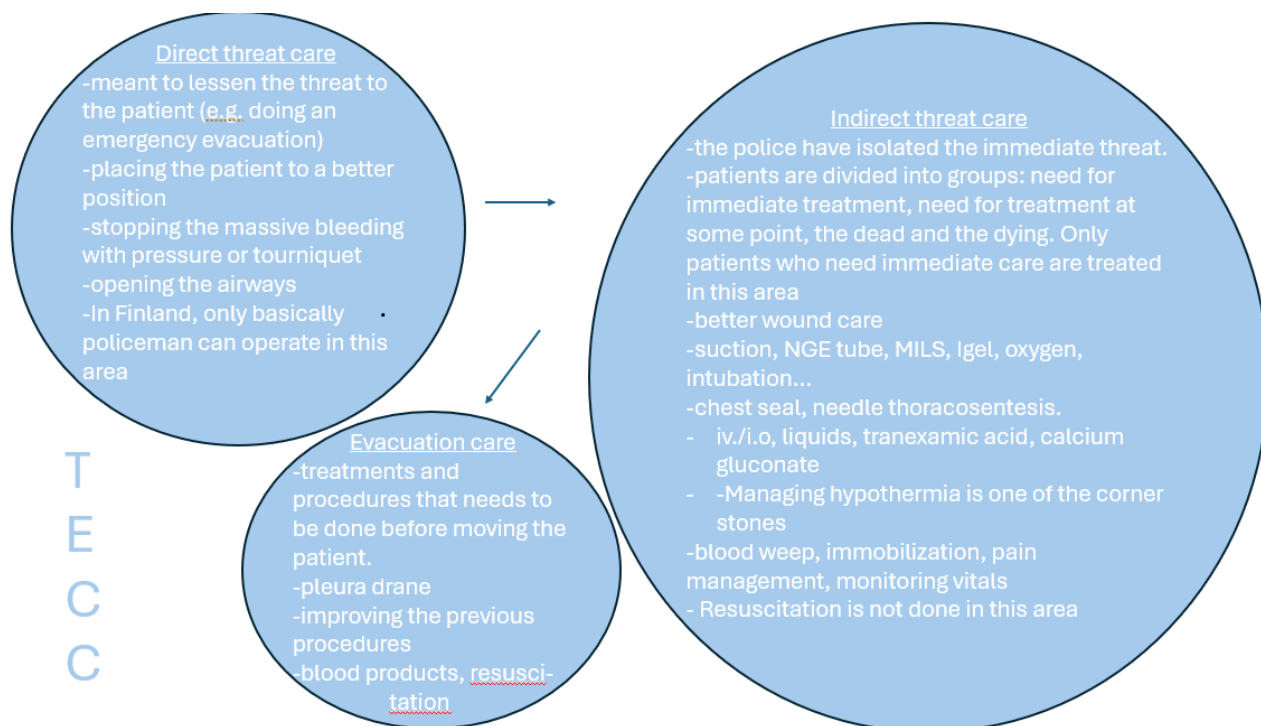 Direct threat care
-meant to lessen the threat to
the patient (e.g. doing an
emergency evacuation)
-placing the patient to a better
position
-stopping the massive bleeding
with pressure or tourniquet
-opening the airways
-In Finland, only basically
policeman can operate in this
area
Indirect threat care
-the police have isolated the immediate threat.
-patients are divided into groups: need for
immediate treatment, need for treatment at
some point, the dead and the dying. Only
patients who need immediate care are treated
in this area
-better wound care
-suction, NGE tube, MILS, Igel, oxygen,
intubation...
-chest seal, needle thoracosentesis.
- iv./i.o, liquids, tranexamic acid, calcium
gluconate
- -Managing hypothermia is one of the corner
stones
-blood weep, immobilization, pain
management, monitoring vitals
- Resuscitation is not done in this area
Evacuation care
-treatments and
procedures that needs to
be done before moving the
patient.
-pleura drane
-improving the previous
procedures
-blood products, resusci-
tation
T
E
C
C